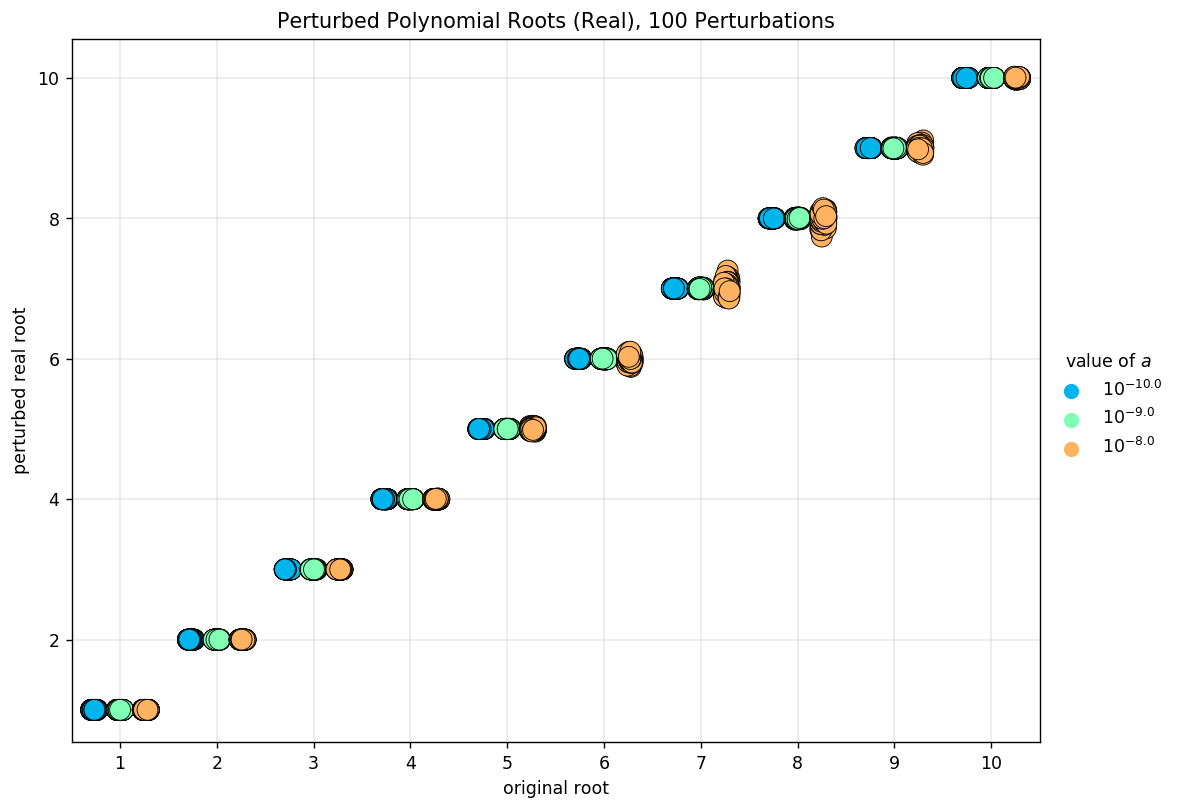 Perturbed Polynomial Roots (Real), 100 Perturbations
10
8
6
4
2
perturbed real root
1 2 3 4 5 6 7 8 9 10
original root
value of a
10^−10.0
10^−9.0
10^−8.0